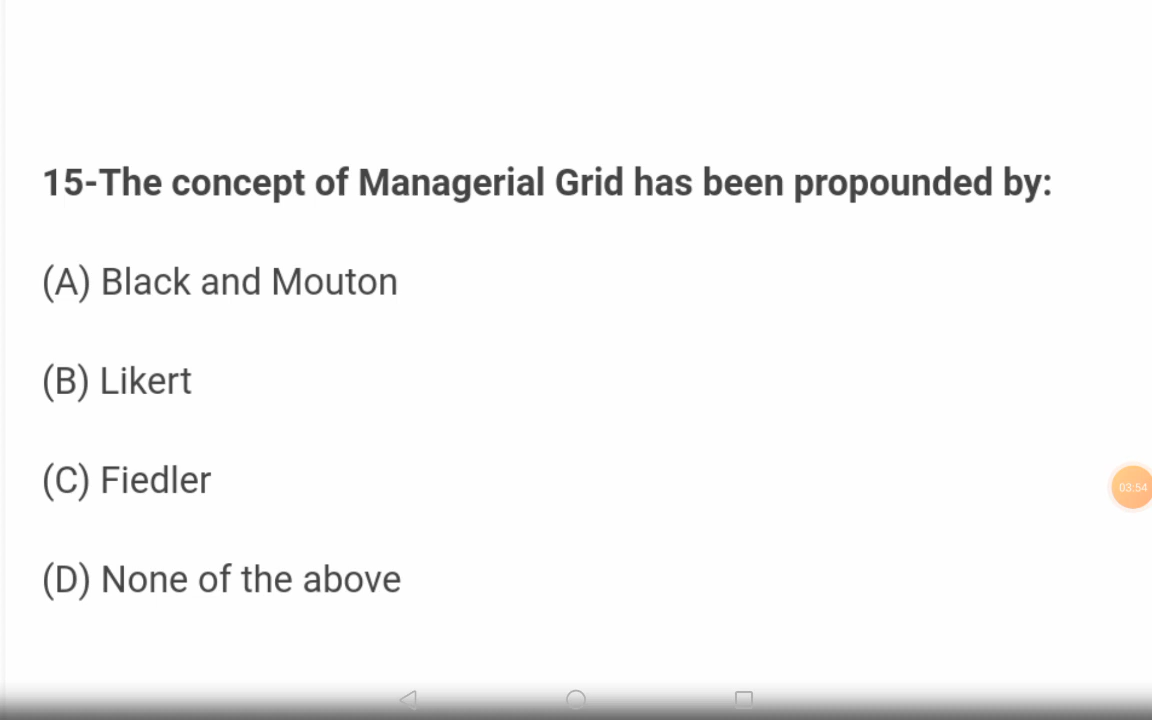 15-The concept of Managerial Grid has been propounded by:
(A) Black and Mouton
(B) Likert
(C) Fiedler
03:54
(D) None of the above